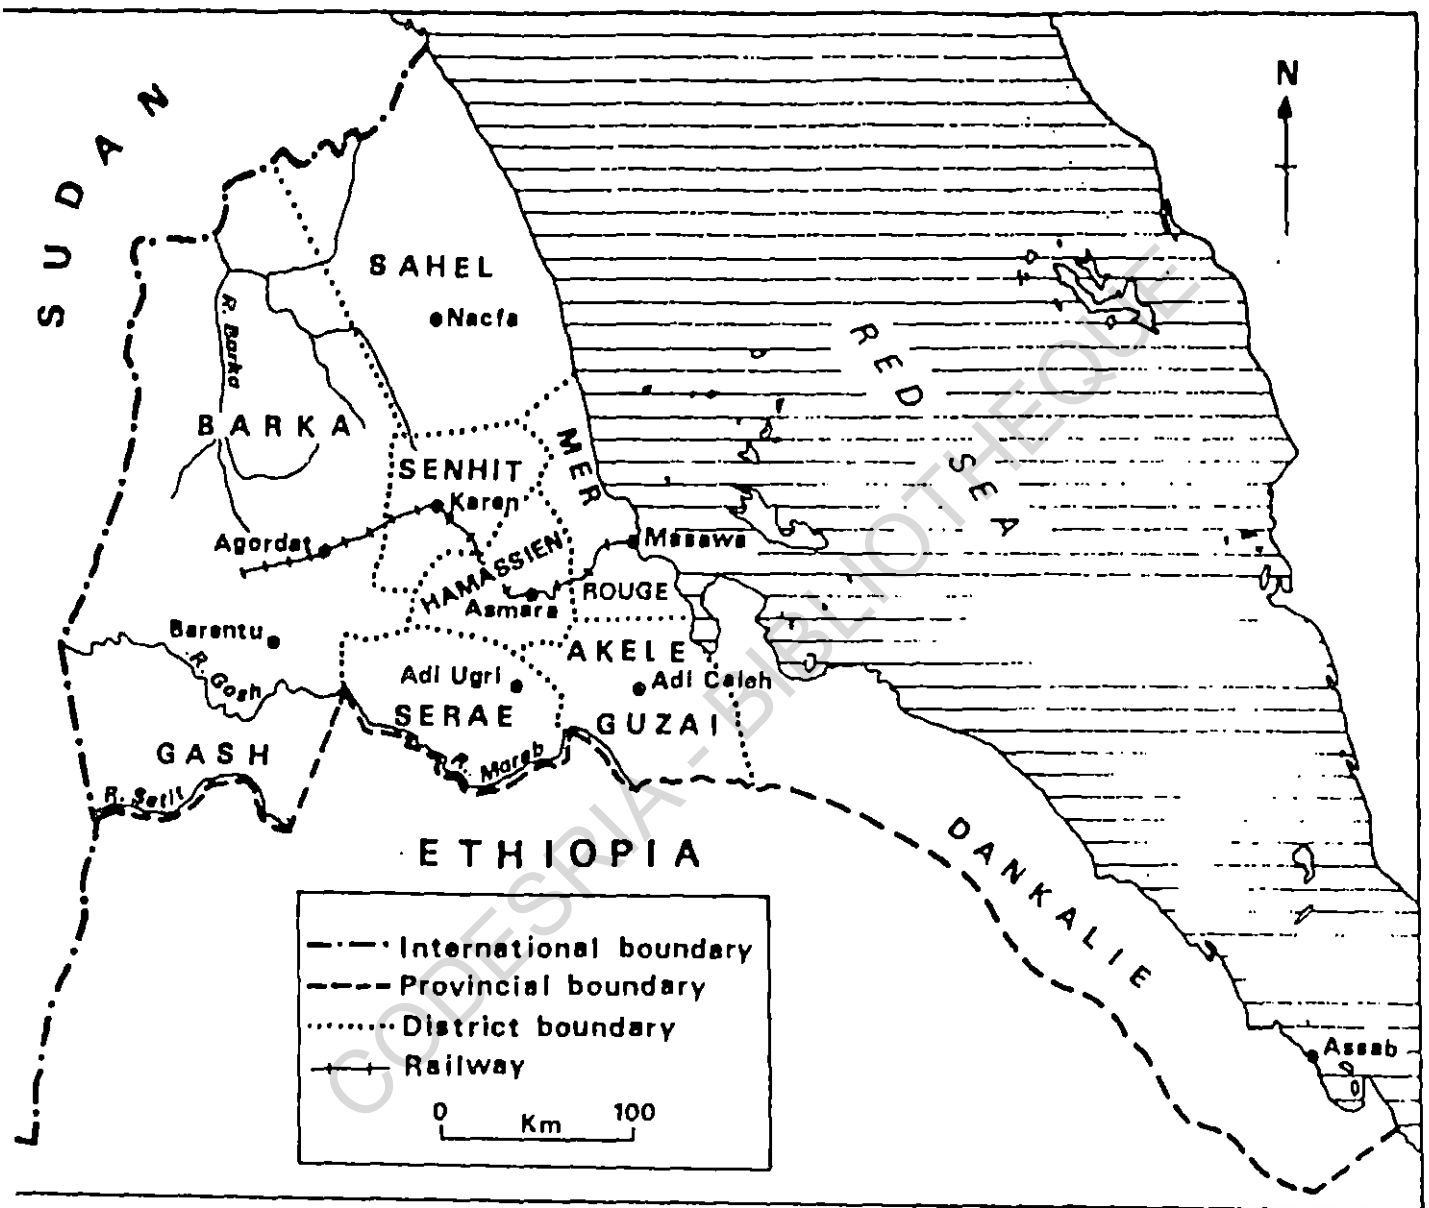 N
SUDAN
SAHEL
Nacfa
R. Barka
RED SEA
BARKA
MER
SENHIT
Karen
Agordat
Masawa
HAMASSIEN
ROUGE
Asmara
Barentu
AKELE
R. Gosh
Adi Ugri
Adi Caieh
SERAE
GUZAI
GASH
R. Mareb
R. Setit
ETHIOPIA
DANKALIE
International boundary
Provincial boundary
District boundary
Railway
0 Km 100
Assab
CODESRIA - BIBLIOTHEQUE